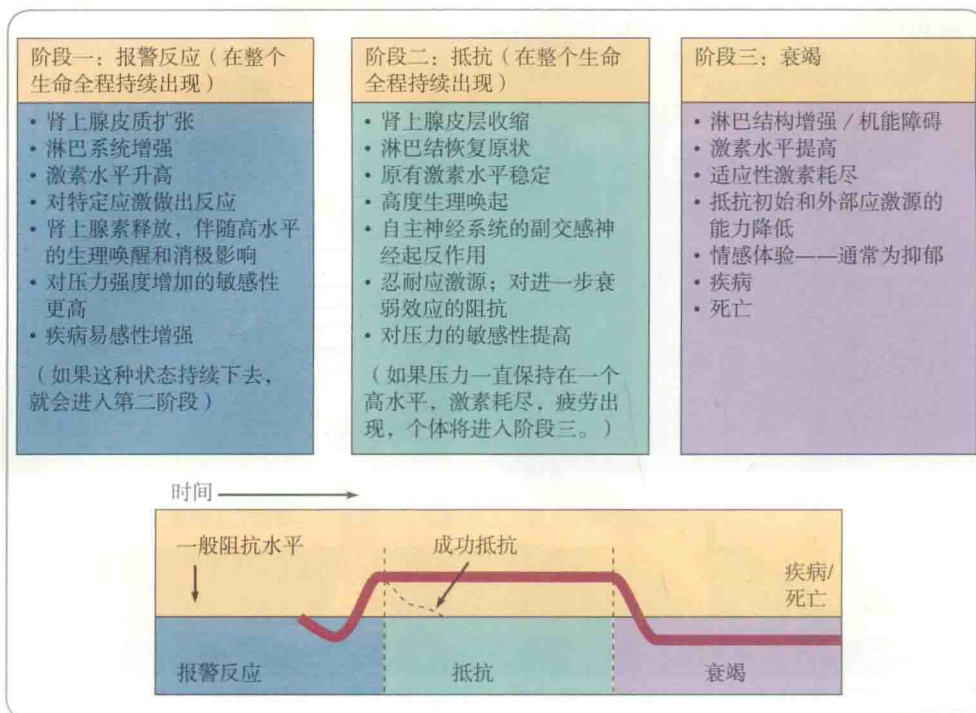 阶段一：报警反应（在整个
生命全程持续出现）
• 肾上腺皮质扩张
• 淋巴系统增强
• 激素水平升高
• 对特定应激做出反应
• 肾上腺素释放，伴随高水平
的生理唤醒和消极影响
• 对压力强度增加的敏感性
更高
• 疾病易感性增强
（如果这种状态持续下去，
就会进入第二阶段）
阶段二：抵抗（在整个生命
全程持续出现）
• 肾上腺皮层收缩
• 淋巴结恢复原状
• 原有激素水平稳定
• 高度生理唤起
• 自主神经系统的副交感神
经起反作用
• 忍耐应激源；对进一步衰
弱效应的阻抗
• 对压力的敏感性提高
（如果压力一直保持在一个
高水平，激素耗尽，疲劳出
现，个体将进入阶段三。）
阶段三：衰竭
• 淋巴结构增强 / 机能障碍
• 激素水平提高
• 适应性激素耗尽
• 抵抗初始和外部应激源的
能力降低
• 情感体验——通常为抑郁
• 疾病
• 死亡
时间
一般阻抗水平
成功抵抗
疾病/
死亡
报警反应
抵抗
衰竭